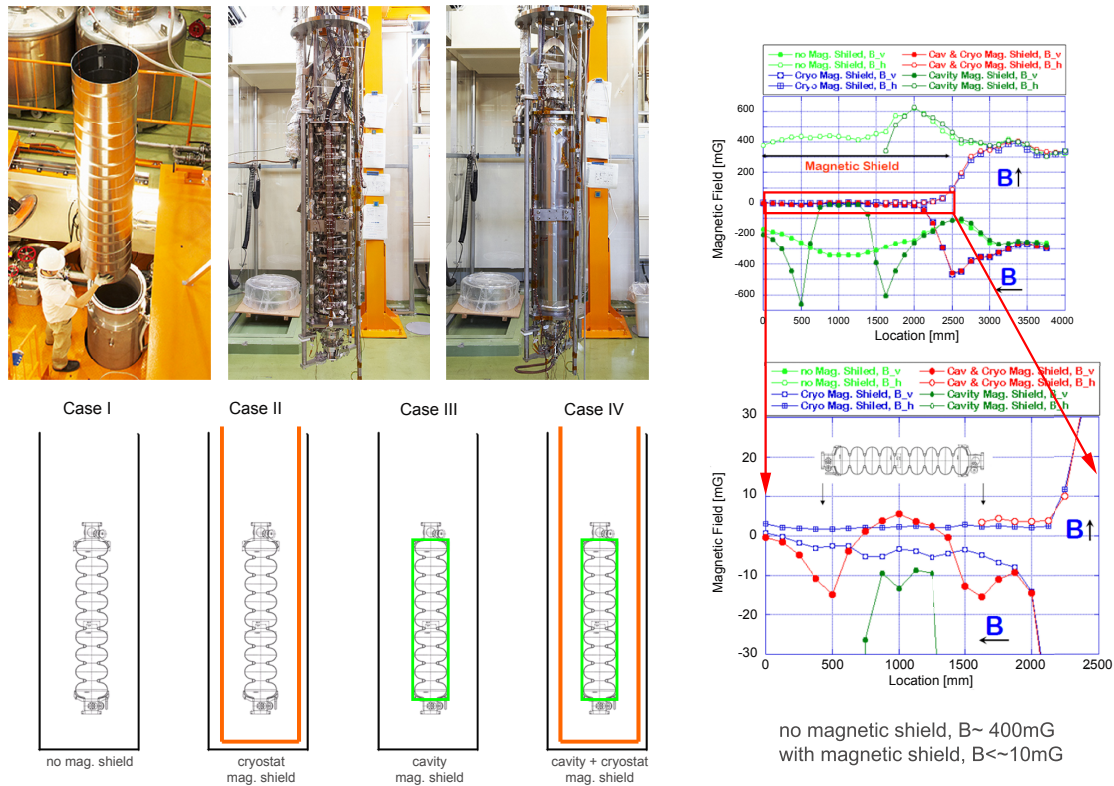 Case I
Case II
Case III
Case IV
no mag. shield
cryostat
mag. shield
cavity
mag. shield
cavity + cryostat
mag. shield
no Mag. Shiled, B_v
no Mag. Shield, B_h
Cryo Mag. Shield, B_v
Cryo Mag. Shiled, B_h
Cav & Cryo Mag. Shield, B_v
Cav & Cryo Mag. Shield, B_h
Cavity Mag. Shield, B_v
Cavity Mag. Shield, B_h
Magnetic Field [mG]
600
400
200
0
-200
-400
-600
Magnetic Shield
B
B
0 500 1000 1500 2000 2500 3000 3500 4000
Location [mm]
no Mag. Shiled, B_v
no Mag. Shield, B_h
Cryo Mag. Shield, B_v
Cryo Mag. Shiled, B_h
Cav & Cryo Mag. Shield, B_v
Cav & Cryo Mag. Shield, B_h
Cavity Mag. Shield, B_v
Cavity Mag. Shield, B_h
Magnetic Field [mG]
30
20
10
0
-10
-20
-30
B
B
0 500 1000 1500 2000 2500
Location [mm]
no magnetic shield, B~ 400mG
with magnetic shield, B<~10mG